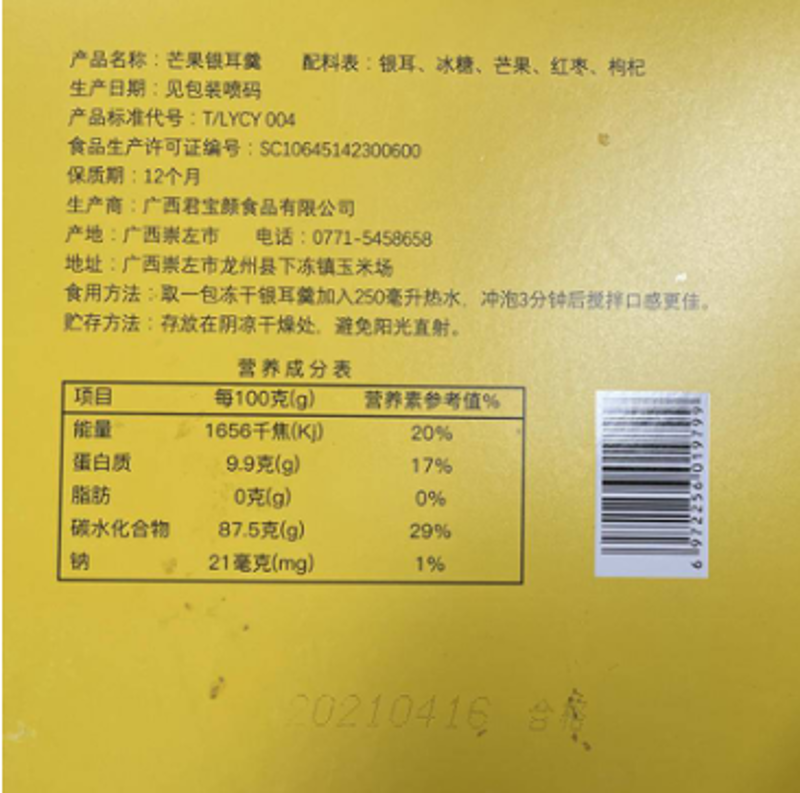 产品名称：芒果银耳羹 配料表：银耳、冰糖、芒果、红枣、枸杞
生产日期：见包装喷码
产品标准代号：T/LYCY 004
食品生产许可证编号：SC10645142300600
保质期：12个月
生产商：广西君宝颜食品有限公司
产地：广西崇左市 电话：0771-5458658
地址：广西崇左市龙州县下冻镇玉米场
食用方法：取一包冻干银耳羹加入250毫升热水，冲泡3分钟后搅拌口感更佳。
贮存方法：存放在阴凉干燥处，避免阳光直射。
营养成分表
项目 每100克(g) 营养素参考值%
能量 1656千焦(Kj) 20%
蛋白质 9.9克(g) 17%
脂肪 0克(g) 0%
碳水化合物 87.5克(g) 29%
钠 21毫克(mg) 1%
6 972256 019799
20210416 合格